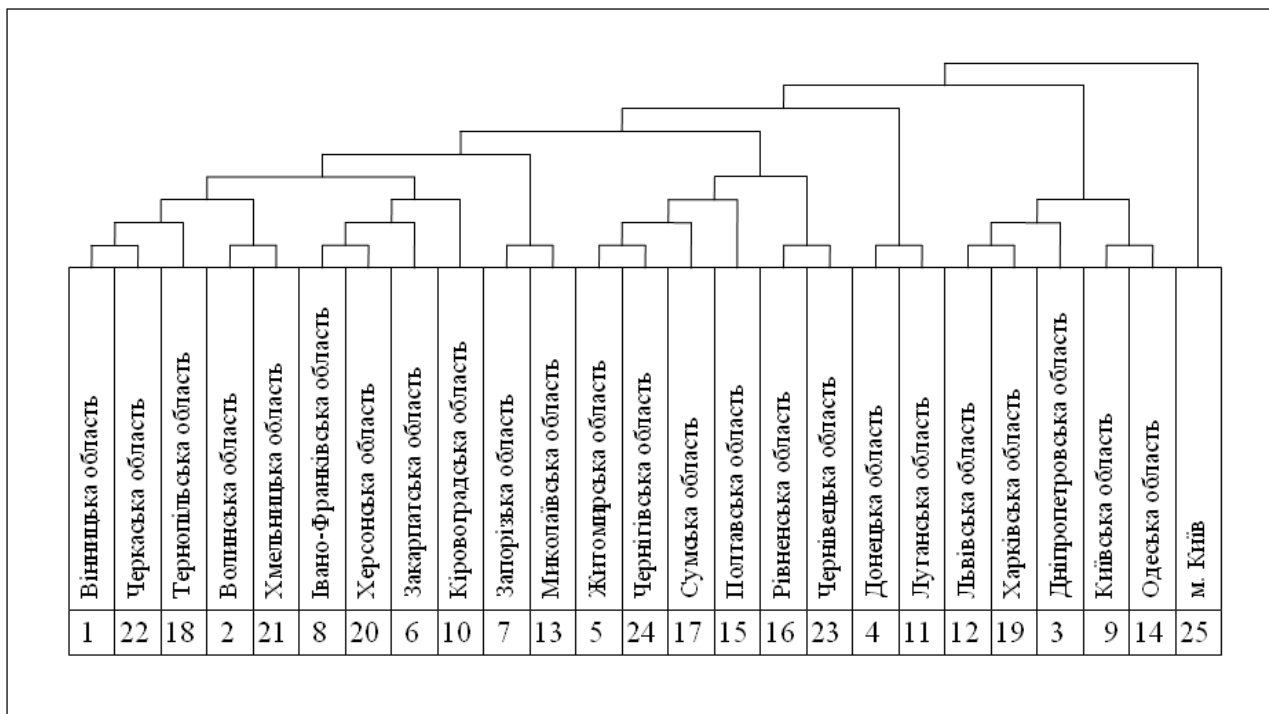 Вінницька область
Черкаська область
Тернопільська область
Волинська область
Хмельницька область
Івано-Франківська область
Херсонська область
Закарпатська область
Кіровоградська область
Запорізька область
Миколаївська область
Житомирська область
Чернігівська область
Сумська область
Полтавська область
Рівненська область
Чернівецька область
Донецька область
Луганська область
Львівська область
Харківська область
Дніпропетровська область
Київська область
Одеська область
м. Київ
1 22 18 2 21 8 20 6 10 7 13 5 24 17 15 16 23 4 11 12 19 3 9 14 25